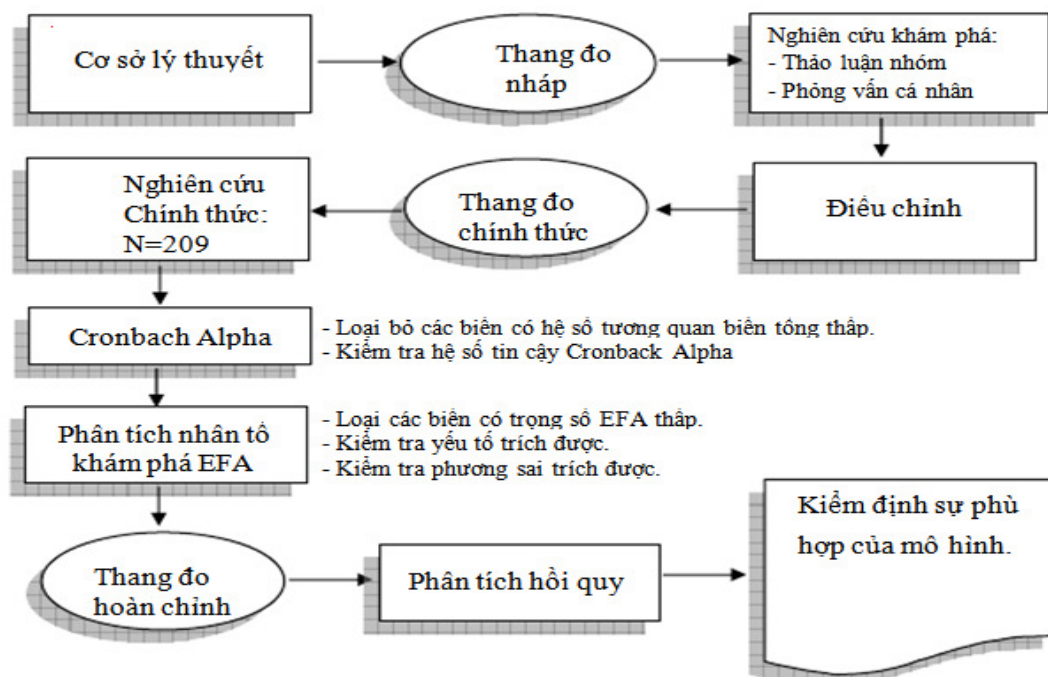 Cơ sở lý thuyết
Thang đo
nháp
Nghiên cứu khám phá:
- Thảo luận nhóm
- Phỏng vấn cá nhân
Điều chỉnh
Thang đo
chính thức
Nghiên cứu
Chính thức:
N=209
Cronbach Alpha
- Loại bỏ các biến có hệ số tương quan biến tổng thấp.
- Kiểm tra hệ số tin cậy Cronback Alpha
Phân tích nhân tố
khám phá EFA
- Loại các biến có trọng số EFA thấp.
- Kiểm tra yếu tố trích được.
- Kiểm tra phương sai trích được.
Thang đo
hoàn chỉnh
Phân tích hồi quy
Kiểm định sự phù
hợp của mô hình.